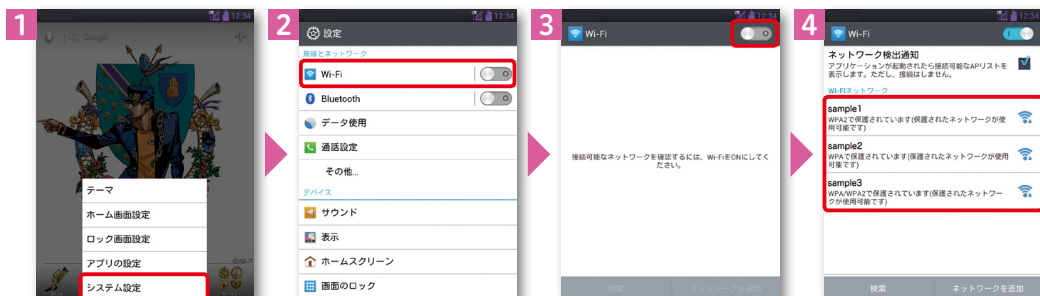 1
12:34
Google
テーマ
ホーム画面設定
ロック画面設定
アプリの設定
システム設定
2
12:34
設定
無線とネットワーク
Wi-Fi
Bluetooth
データ使用
通話設定
その他...
デバイス
サウンド
表示
ホームスクリーン
画面のロック
3
12:34
Wi-Fi
接続可能なネットワークを確認するには、Wi-FiをONにしてく
ださい。
検索
ネットワークを追加
4
12:34
Wi-Fi
ネットワーク検出通知
アプリケーションが起動されたら接続可能なAPリストを
表示します。ただし、接続はしません。
WI-FIネットワーク
sample1
WPA2で保護されています(保護されたネットワークが使
用可能です)
sample2
WPAで保護されています(保護されたネットワークが使用
可能です)
sample3
WPA/WPA2で保護されています(保護されたネットワー
クが使用可能です)
検索
ネットワークを追加